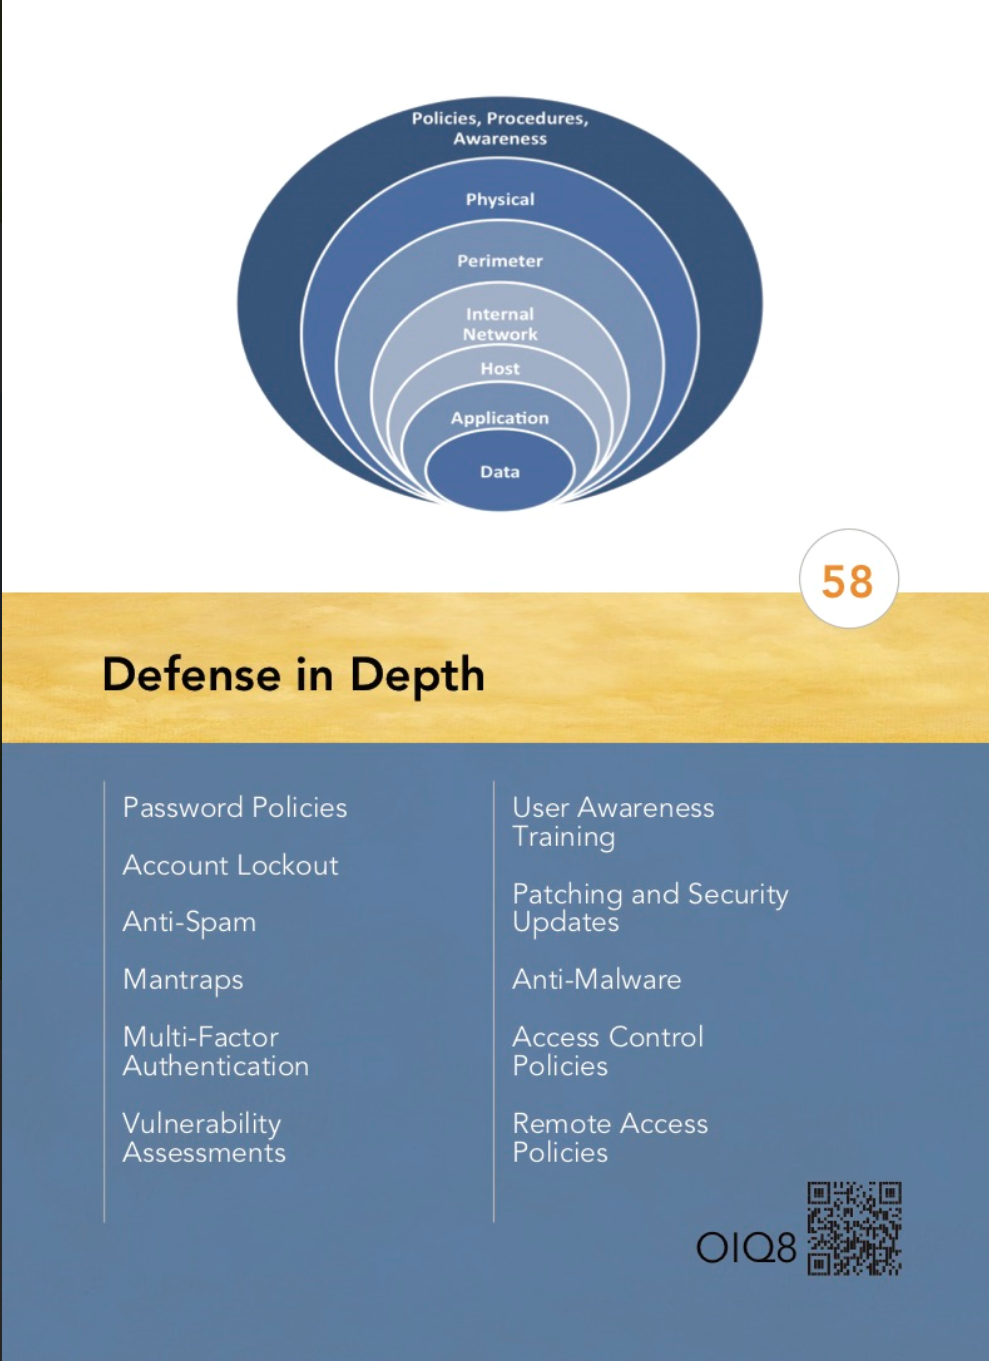 Policies, Procedures,
Awareness
Physical
Perimeter
Internal
Network
Host
Application
Data
58
Defense in Depth
Password Policies
Account Lockout
Anti-Spam
Mantraps
Multi-Factor
Authentication
Vulnerability
Assessments
User Awareness
Training
Patching and Security
Updates
Anti-Malware
Access Control
Policies
Remote Access
Policies
OIQ8